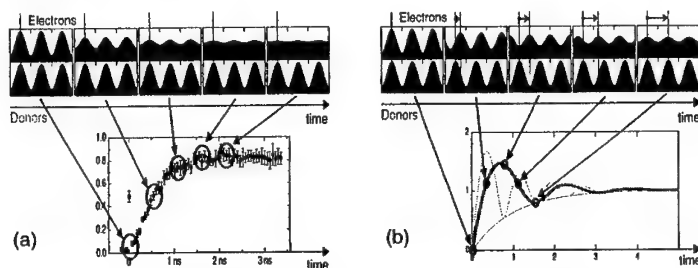 Electrons
Donors
time
1.0
0.8
0.6
0.4
0.2
0.0
0
1 ns
2 ns
3 ns
time
(a)
Electrons
Donors
time
2
1
0
0
1
2
3
4
time
(b)